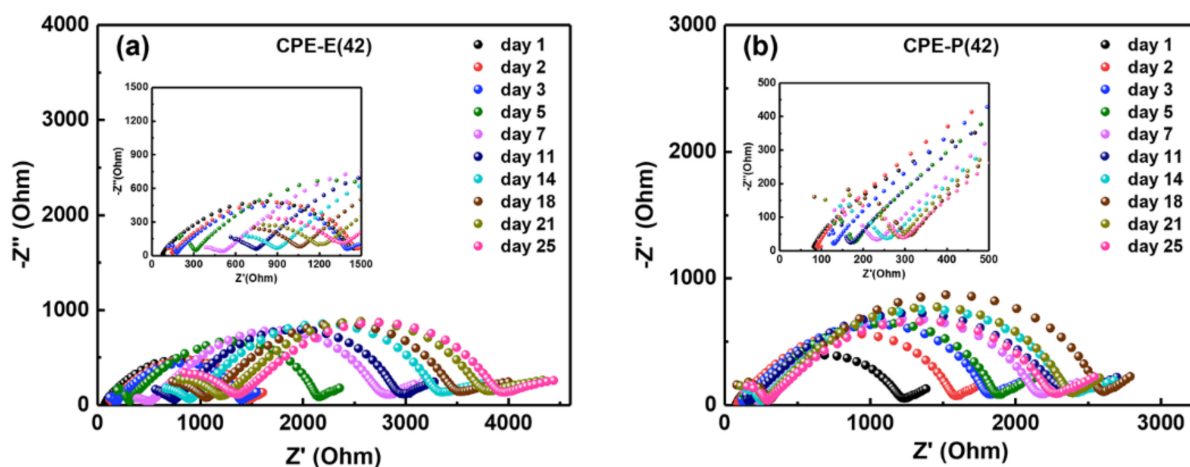 (a)
CPE-E(42)
4000
3000
2000
1000
0
-Z'' (Ohm)
0
1000
2000
3000
4000
Z' (Ohm)
day 1
day 2
day 3
day 5
day 7
day 11
day 14
day 18
day 21
day 25
1500
1200
900
600
300
0
-Z''(Ohm)
0
300
600
900
1200
1500
Z'(Ohm)
(b)
CPE-P(42)
3000
2000
1000
0
-Z'' (Ohm)
0
1000
2000
3000
Z' (Ohm)
day 1
day 2
day 3
day 5
day 7
day 11
day 14
day 18
day 21
day 25
500
400
300
200
100
0
-Z''(Ohm)
0
100
200
300
400
500
Z'(Ohm)